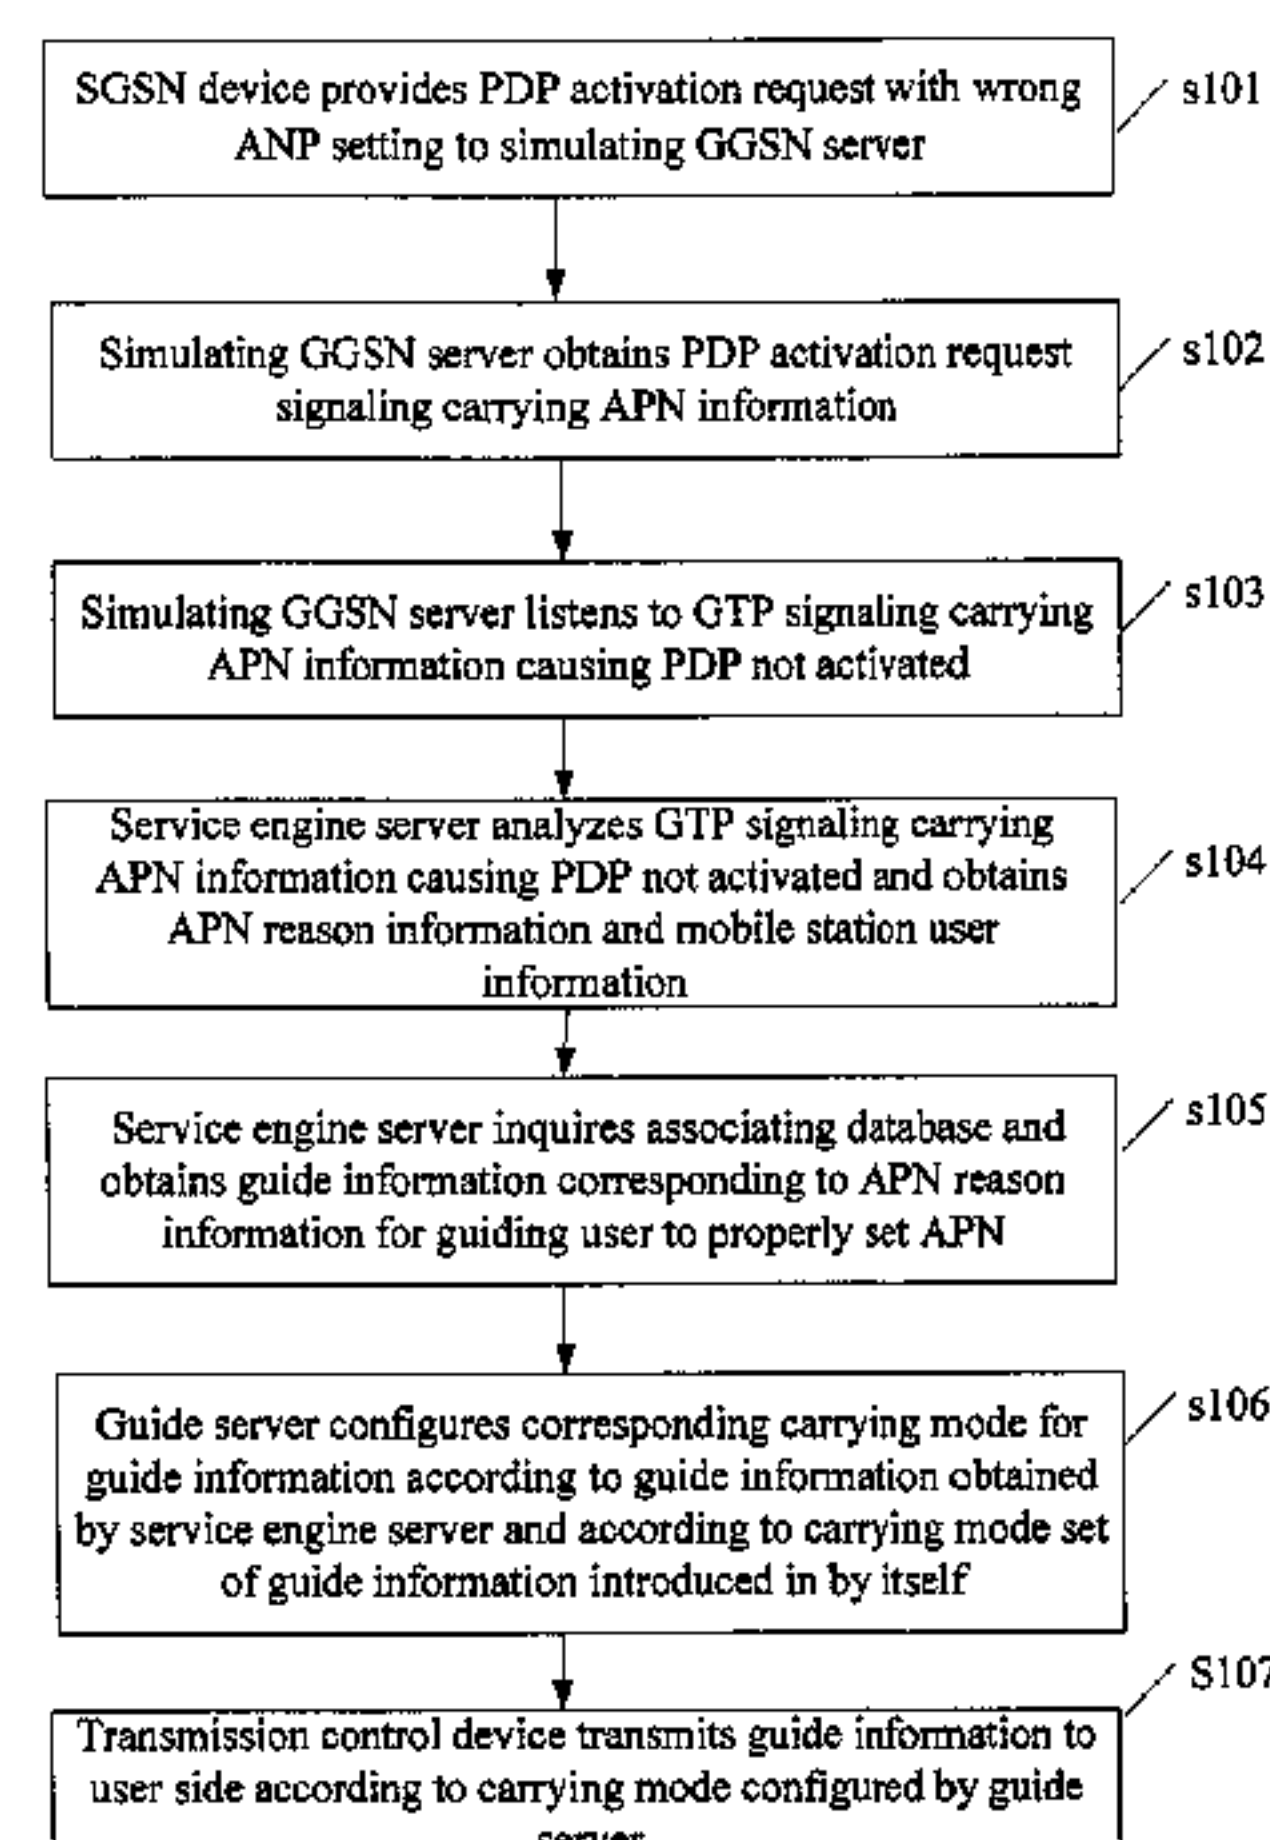 SGSN device provides PDP activation request with wrong
ANP setting to simulating GGSN server
s101
Simulating GGSN server obtains PDP activation request
signaling carrying APN information
s102
Simulating GGSN server listens to GTP signaling carrying
APN information causing PDP not activated
s103
Service engine server analyzes GTP signaling carrying
APN information causing PDP not activated and obtains
APN reason information and mobile station user
information
s104
Service engine server inquires associating database and
obtains guide information corresponding to APN reason
information for guiding user to properly set APN
s105
Guide server configures corresponding carrying mode for
guide information according to guide information obtained
by service engine server and according to carrying mode set
of guide information introduced in by itself
s106
Transmission control device transmits guide information to
user side according to carrying mode configured by guide
server
S107